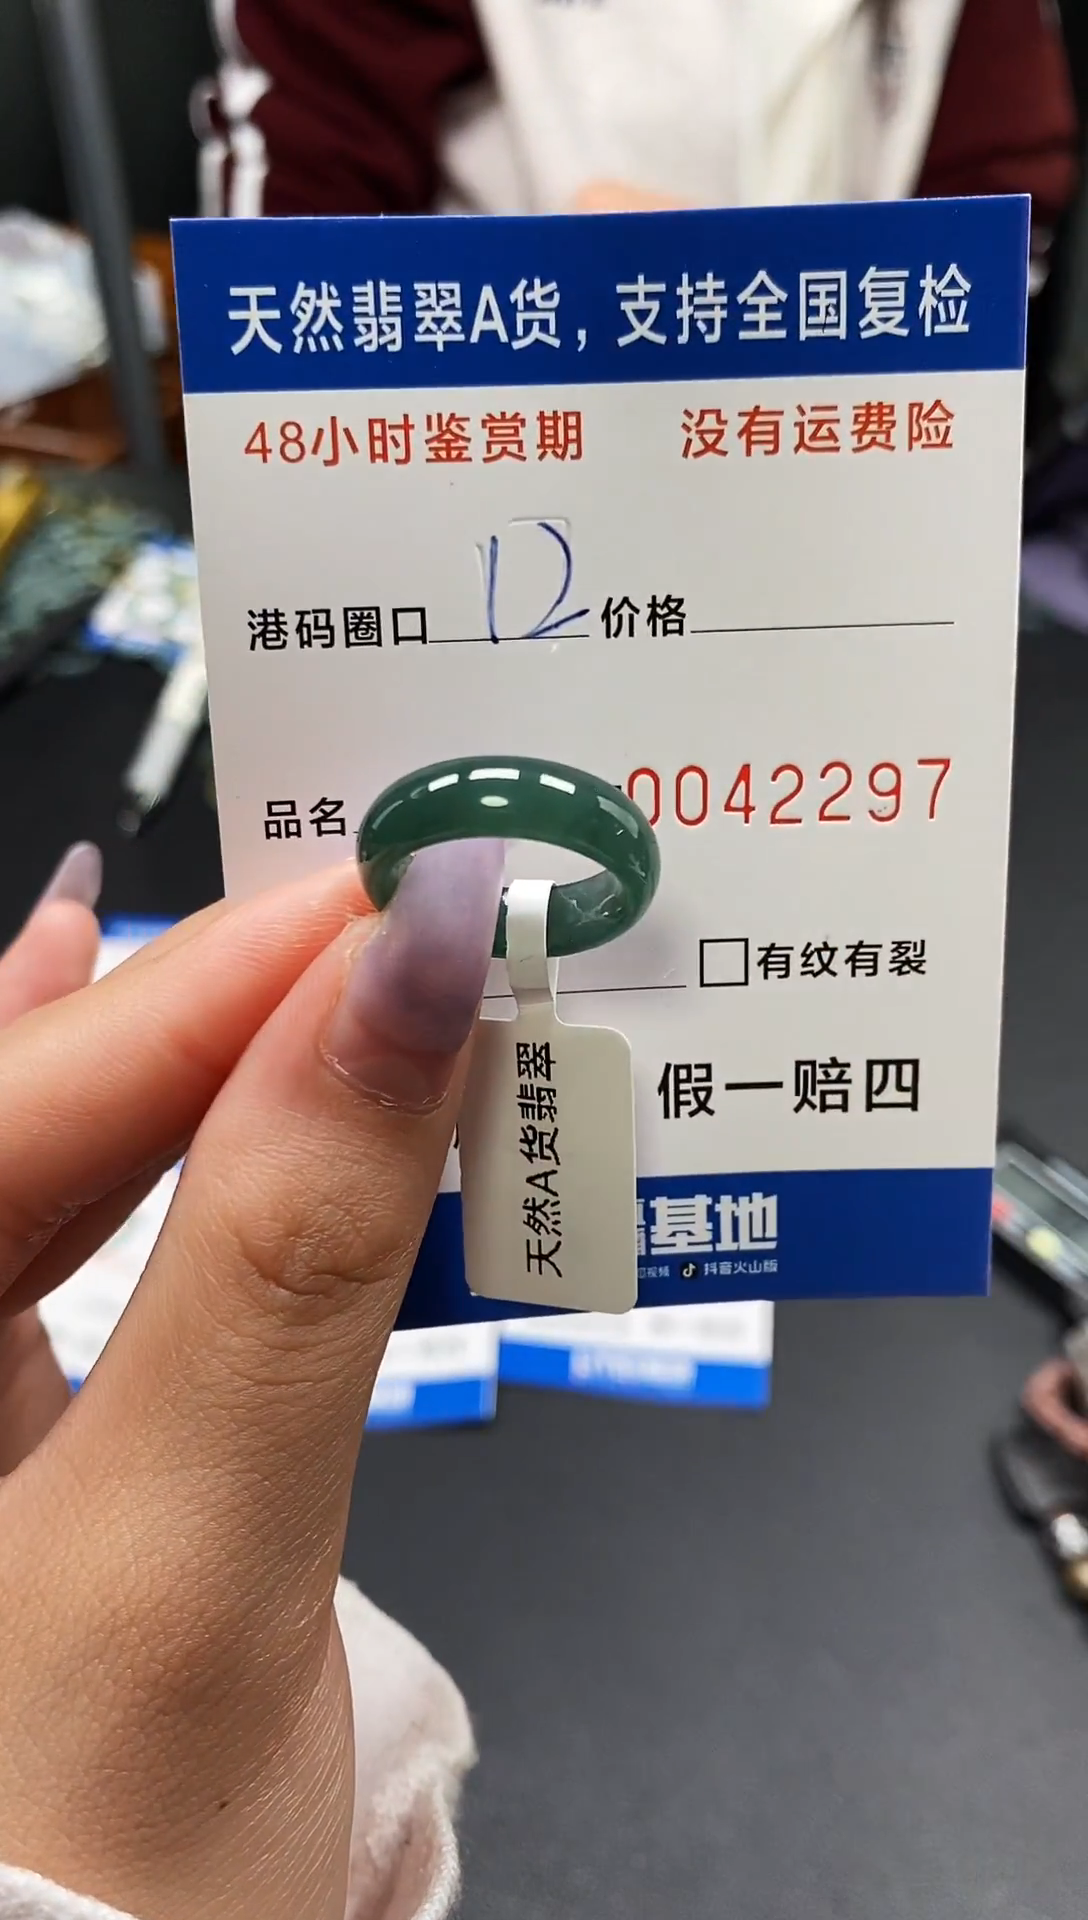 天然翡翠A货，支持全国复检
48小时鉴赏期 没有运费险
港码圈口 12 价格
品名 0042297
有纹有裂
假一赔四
天然A货翡翠
基地
视频 抖音火山版